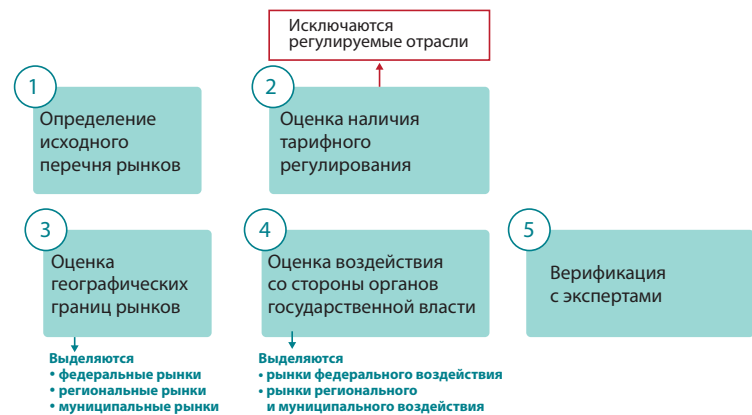 Исключаются
регулируемые отрасли
1
Определение
исходного
перечня рынков
2
Оценка наличия
тарифного
регулирования
3
Оценка
географических
границ рынков
Выделяются
• федеральные рынки
• региональные рынки
• муниципальные рынки
4
Оценка воздействия
со стороны органов
государственной власти
Выделяются
• рынки федерального воздействия
• рынки регионального
и муниципального воздействия
5
Верификация
с экспертами